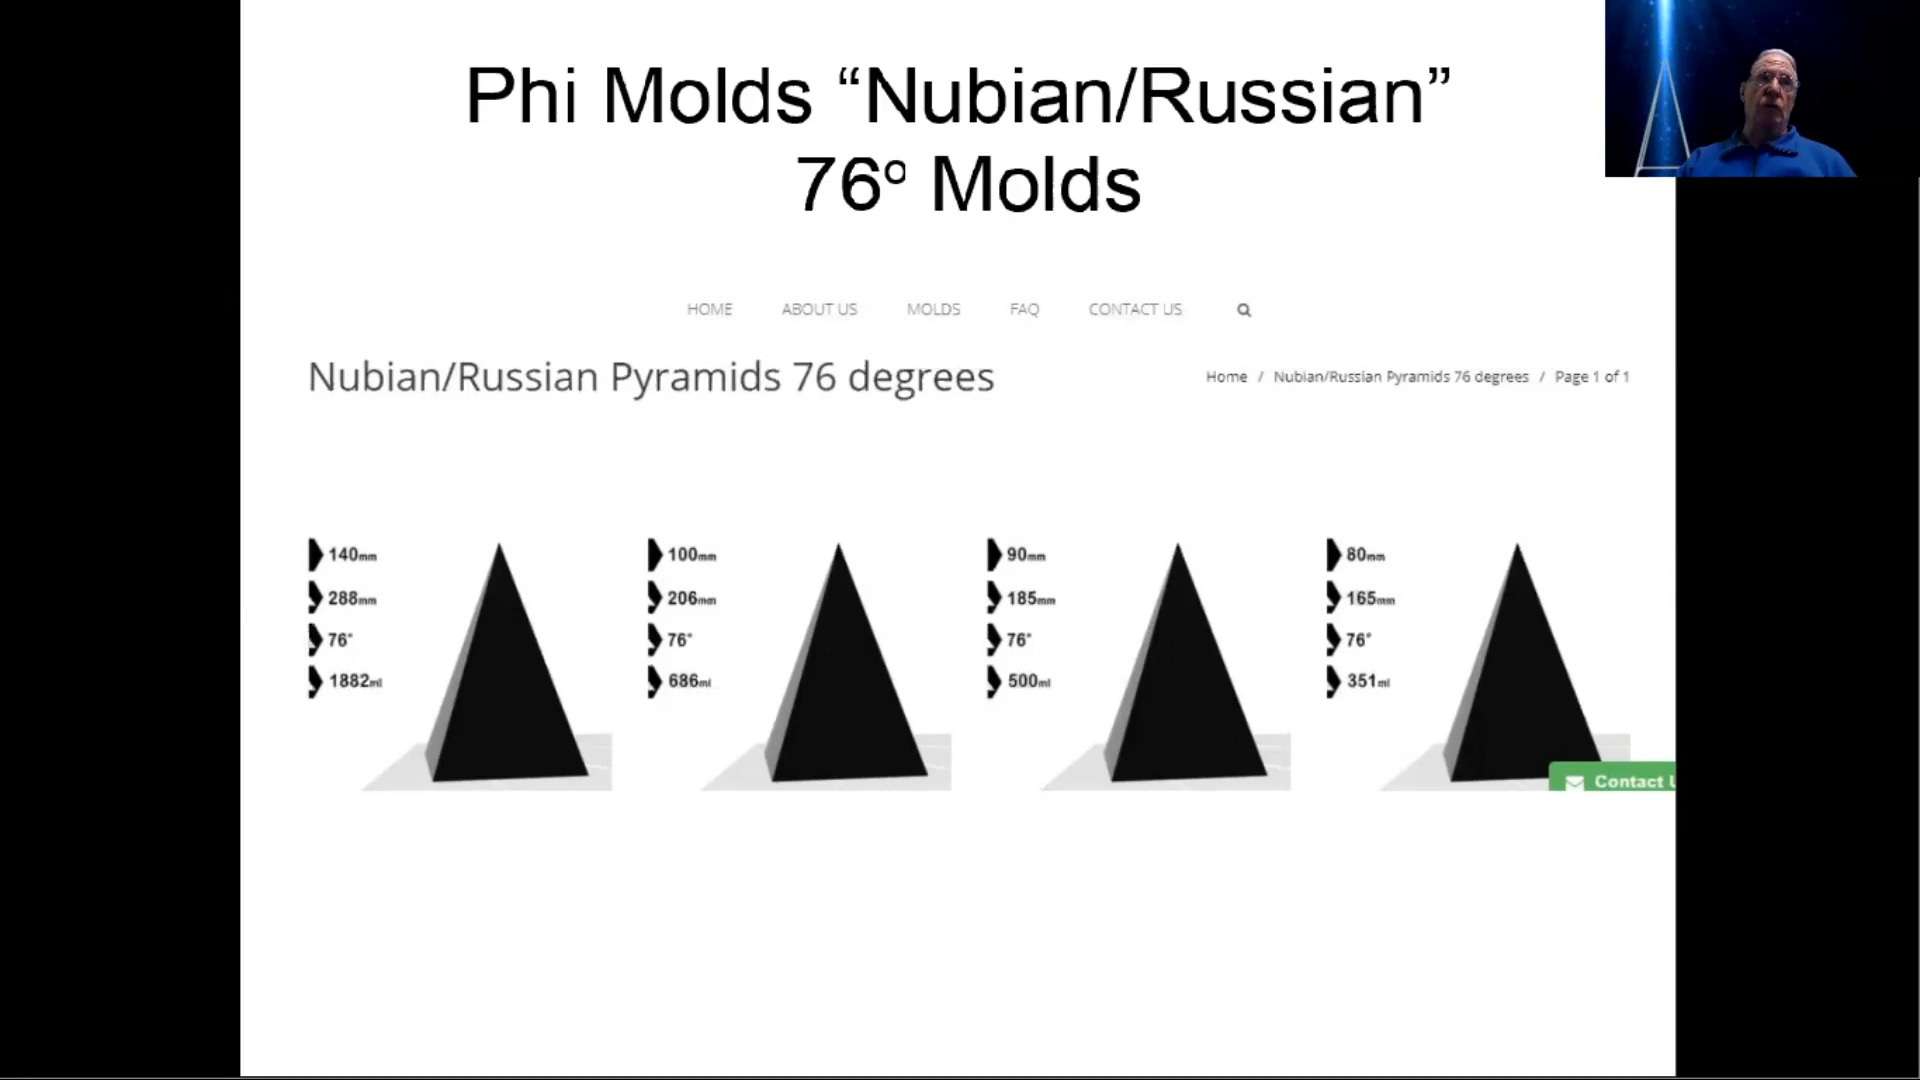 Phi Molds “Nubian/Russian”
76º Molds
HOME ABOUT US MOLDS FAQ CONTACT US
Nubian/Russian Pyramids 76 degrees
Home / Nubian/Russian Pyramids 76 degrees / Page 1 of 1
140mm
288mm
76°
1882ml
100mm
206mm
76°
686ml
90mm
185mm
76°
500ml
80mm
165mm
76°
351ml
Contact U